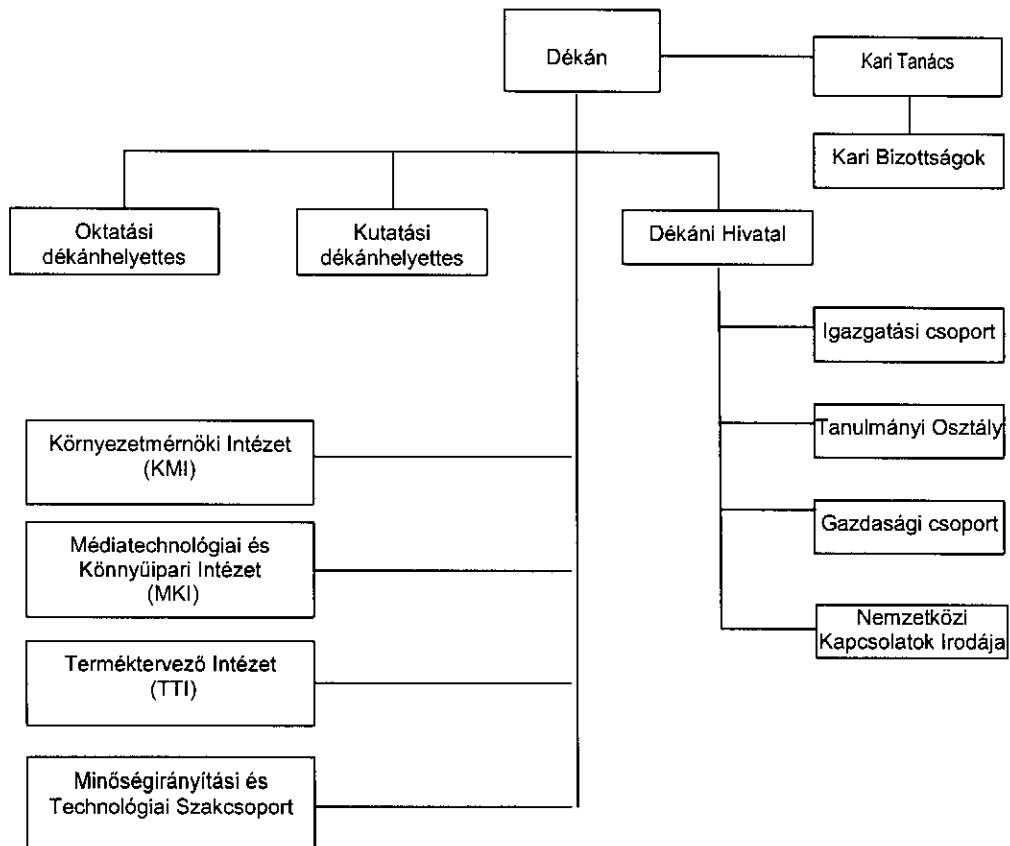 Dékán
Kari Tanács
Kari Bizottságok
Oktatási
dékánhelyettes
Kutatási
dékánhelyettes
Dékáni Hivatal
Igazgatási csoport
Tanulmányi Osztály
Gazdasági csoport
Nemzetközi
Kapcsolatok Irodája
Környezetmérnöki Intézet
(KMI)
Médiatechnológiai és
Könnyűipari Intézet
(MKI)
Terméktervező Intézet
(TTI)
Minőségirányítási és
Technológiai Szakcsoport